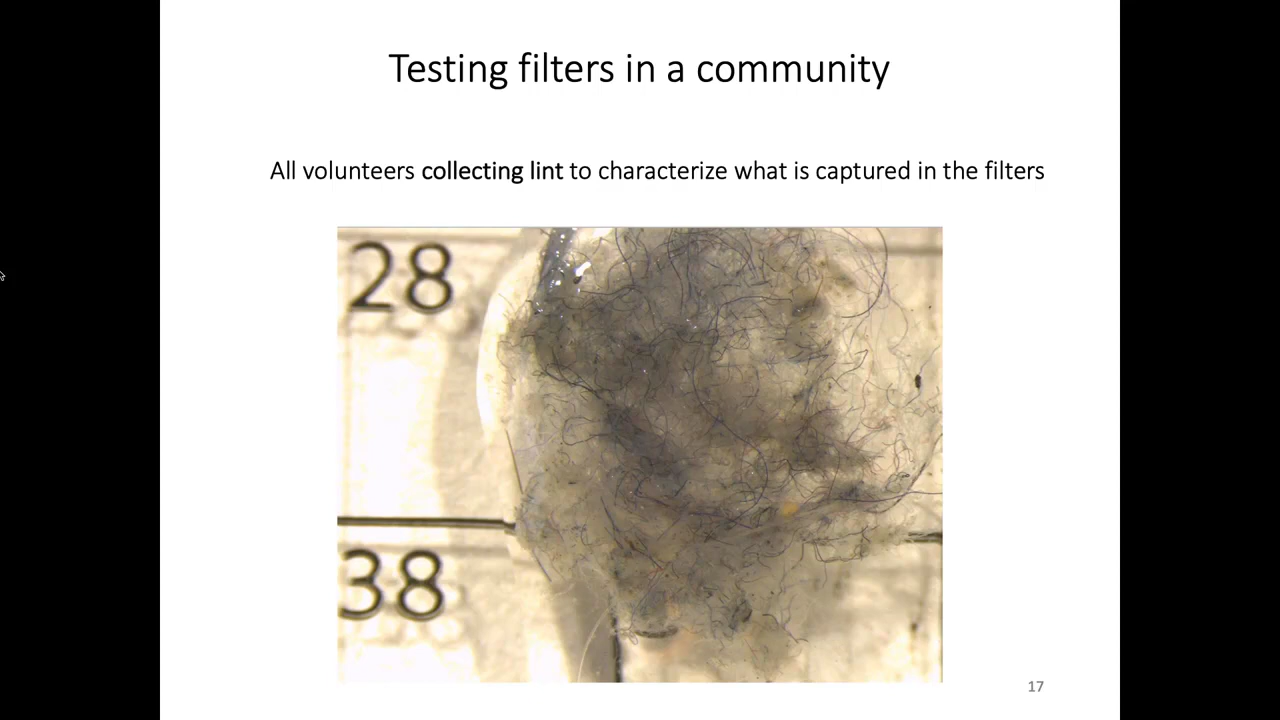 Testing filters in a community
All volunteers collecting lint to characterize what is captured in the filters
28
38
17